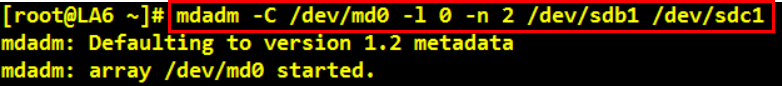 [root@LA6 ~]# mdadm -C /dev/md0 -l 0 -n 2 /dev/sdb1 /dev/sdc1
mdadm: Defaulting to version 1.2 metadata
mdadm: array /dev/md0 started.